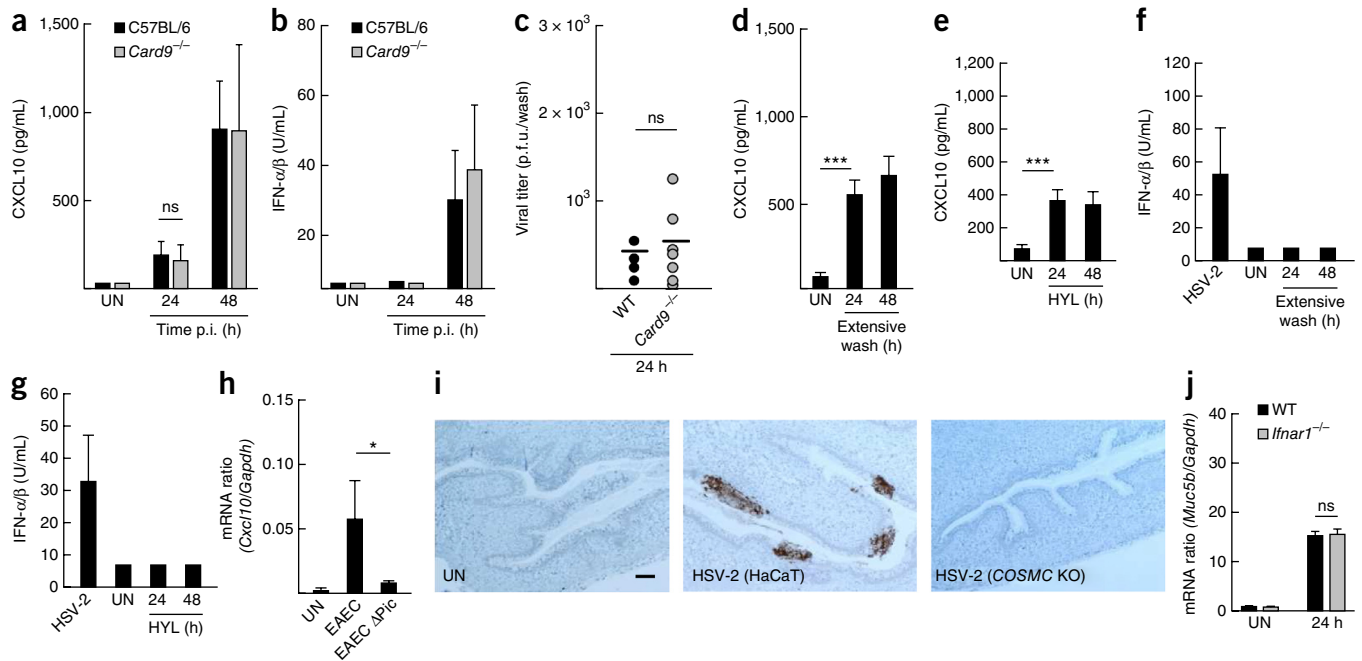 a
CXCL10 (pg/mL)
1,500
1,000
500
C57BL/6
Card9–/–
ns
UN
24
48
Time p.i. (h)
b
IFN-α/β (U/mL)
80
60
40
20
UN
24
48
Time p.i. (h)
c
Viral titer (p.f.u./wash)
3 × 10³
2 × 10³
10³
ns
WT
Card9–/–
24 h
d
CXCL10 (pg/mL)
1,500
1,000
500
***
UN
24
48
Extensive
wash (h)
e
CXCL10 (pg/mL)
1,200
1,000
800
600
400
200
***
UN
24
48
HYL (h)
f
IFN-α/β (U/mL)
120
100
80
60
40
20
0
HSV-2
UN
24
48
Extensive
wash (h)
g
IFN-α/β (U/mL)
60
50
40
30
20
10
0
HSV-2
UN
24
48
HYL (h)
h
mRNA ratio
(Cxcl10/Gapdh)
0.15
0.10
0.05
*
UN
EAEC
EAEC ΔPic
i
UN
HSV-2 (HaCaT)
HSV-2 (COSMC KO)
j
mRNA ratio (Muc5b/Gapdh)
WT
Ifnar1–/–
40
30
20
10
0
ns
UN
24 h